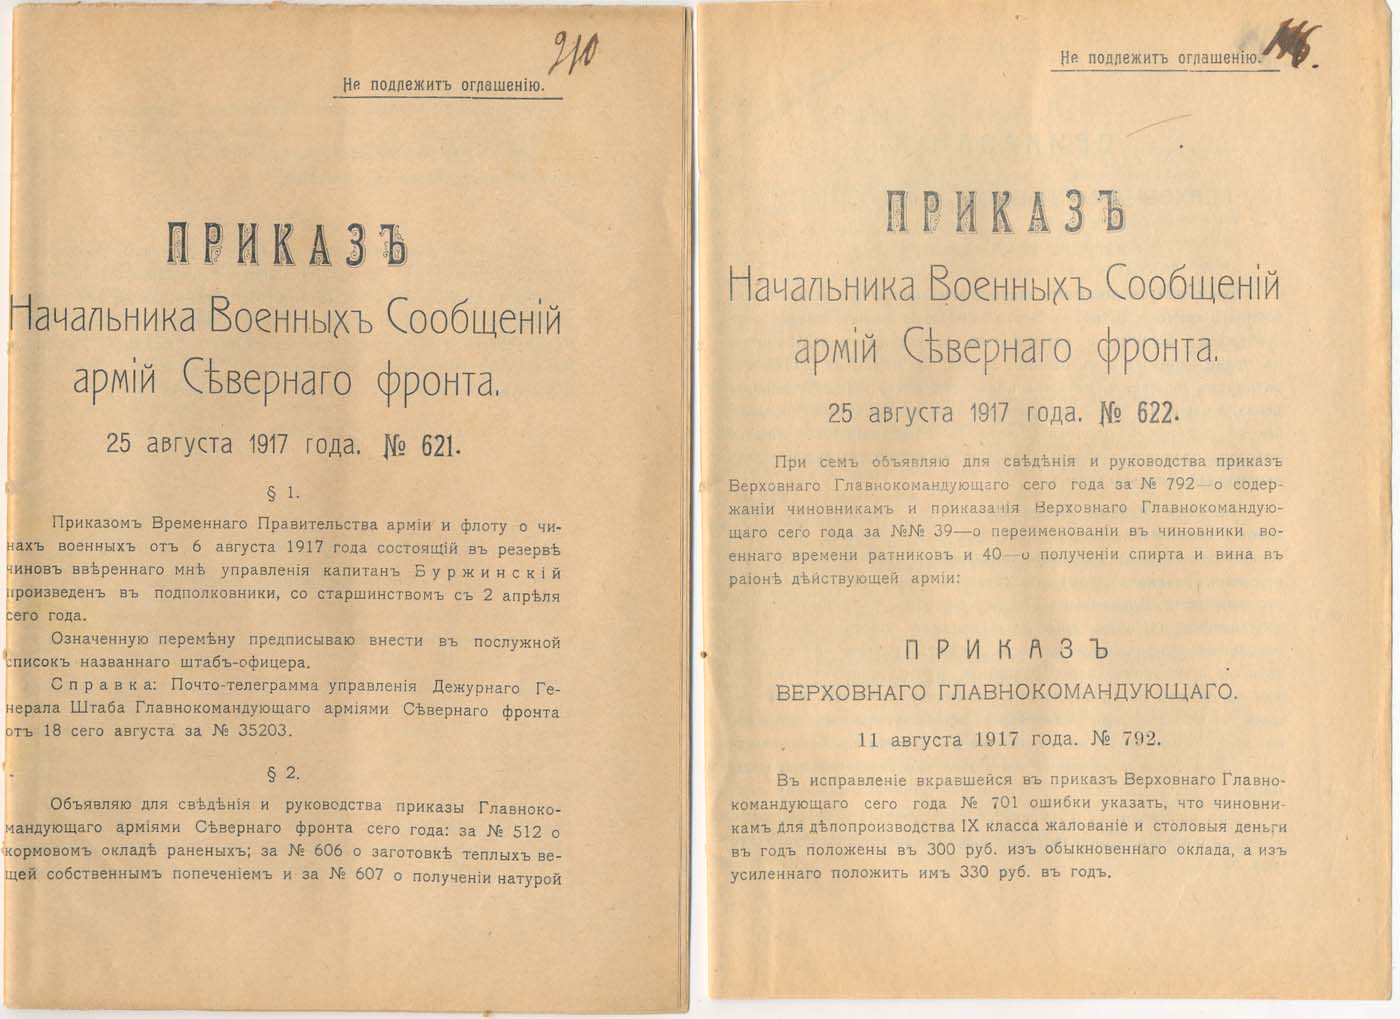 210
Не подлежитъ оглашенію.
ПРИКАЗЪ
Начальника Военныхъ Сообщеній
армій Сѣвернаго фронта.
25 августа 1917 года. № 621.
§ 1.
Приказомъ Временнаго Правительства арміи и флоту о чи-
нахъ военныхъ отъ 6 августа 1917 года состоящій въ резервѣ
чиновъ ввѣреннаго мнѣ управленія капитанъ Буржинскій
произведенъ въ подполковники, со старшинствомъ съ 2 апрѣля
сего года.
Означенную перемѣну предписываю внести въ послужной
списокъ названнаго штабъ-офицера.
Справка: Почто-телеграмма управленія Дежурнаго Ге-
нерала Штаба Главнокомандующаго арміями Сѣвернаго фронта
отъ 18 сего августа за № 35203.
§ 2.
Объявляю для свѣдѣнія и руководства приказы Главноко-
мандующаго арміями Сѣвернаго фронта сего года: за № 512 о
кормовомъ окладѣ раненыхъ; за № 606 о заготовкѣ теплыхъ ве-
щей собственнымъ попеченіемъ и за № 607 о полученіи натурой
Не подлежитъ оглашенію.
ПРИКАЗЪ
Начальника Военныхъ Сообщеній
армій Сѣвернаго фронта.
25 августа 1917 года. № 622.
При семъ объявляю для свѣдѣнія и руководства приказъ
Верховнаго Главнокомандующаго сего года за № 792—о содер-
жаніи чиновникамъ и приказанія Верховнаго Главнокомандую-
щаго сего года за №№ 39—о переименованіи въ чиновники во-
еннаго времени ратниковъ и 40—о полученіи спирта и вина въ
раіонѣ дѣйствующей арміи:
ПРИКАЗЪ
ВЕРХОВНАГО ГЛАВНОКОМАНДУЮЩАГО.
11 августа 1917 года. № 792.
Въ исправленіе вкравшейся въ приказъ Верховнаго Главно-
командующаго сего года № 701 ошибки указать, что чиновни-
камъ для дѣлопроизводства IX класса жалованіе и столовыя деньги
въ годъ положены въ 300 руб. изъ обыкновеннаго оклада, а изъ
усиленнаго положить имъ 330 руб. въ годъ.